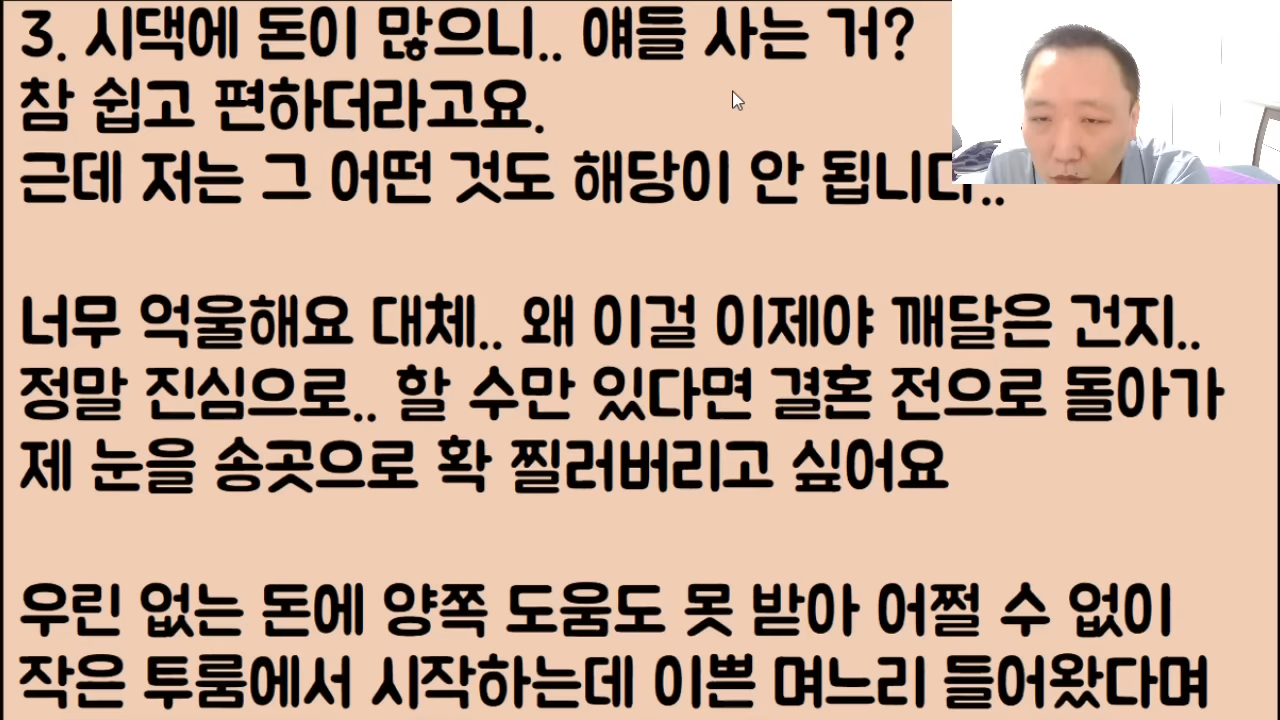 3. 시댁에 돈이 많으니.. 얘들 사는 거?
참 쉽고 편하더라고요.
근데 저는 그 어떤 것도 해당이 안 됩니다..
너무 억울해요 대체.. 왜 이걸 이제야 깨달은 건지..
정말 진심으로.. 할 수만 있다면 결혼 전으로 돌아가
제 눈을 송곳으로 확 찔러버리고 싶어요
우린 없는 돈에 양쪽 도움도 못 받아 어쩔 수 없이
작은 투룸에서 시작하는데 이쁜 며느리 들어왔다며